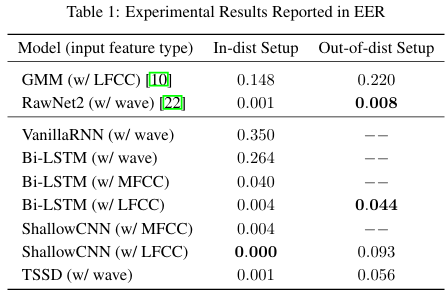 Table 1: Experimental Results Reported in EER
Model (input feature type) In-dist Setup Out-of-dist Setup
GMM (w/ LFCC) [10] 0.148 0.220
RawNet2 (w/ wave) [22] 0.001 0.008
VanillaRNN (w/ wave) 0.350 −−
Bi-LSTM (w/ wave) 0.264 −−
Bi-LSTM (w/ MFCC) 0.040 −−
Bi-LSTM (w/ LFCC) 0.004 0.044
ShallowCNN (w/ MFCC) 0.004 −−
ShallowCNN (w/ LFCC) 0.000 0.093
TSSD (w/ wave) 0.001 0.056